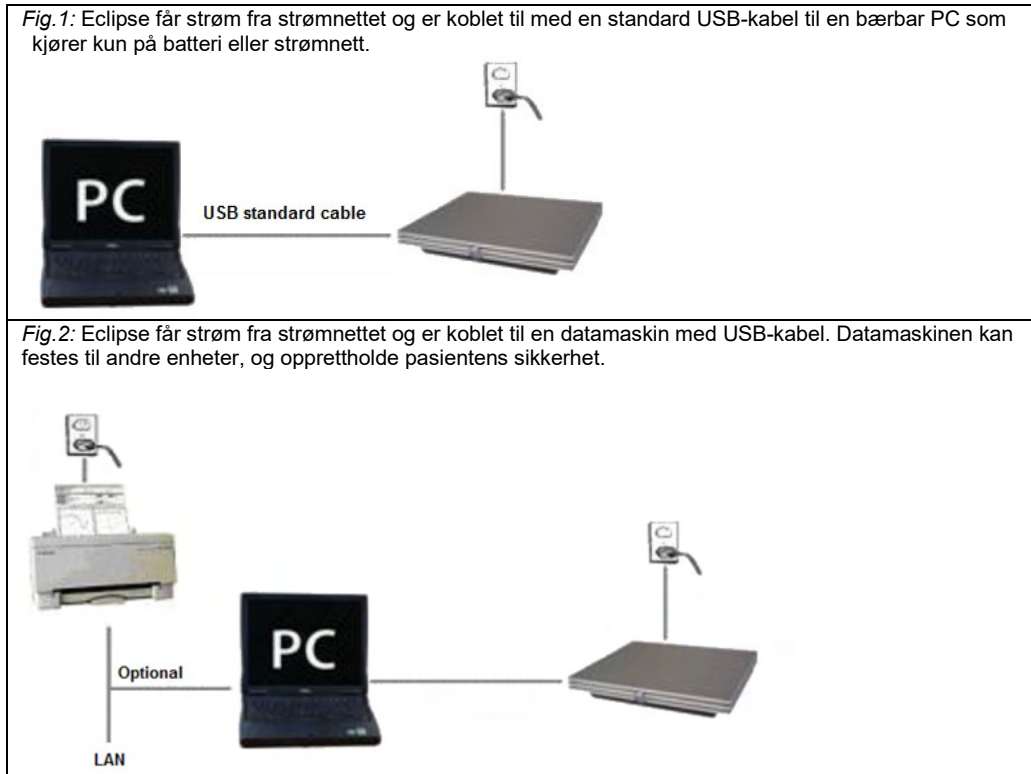 Fig.1: Eclipse får strøm fra strømnettet og er koblet til med en standard USB-kabel til en bærbar PC som
kjører kun på batteri eller strømnett.
PC
USB standard cable
Fig.2: Eclipse får strøm fra strømnettet og er koblet til en datamaskin med USB-kabel. Datamaskinen kan
festes til andre enheter, og opprettholde pasientens sikkerhet.
PC
Optional
LAN